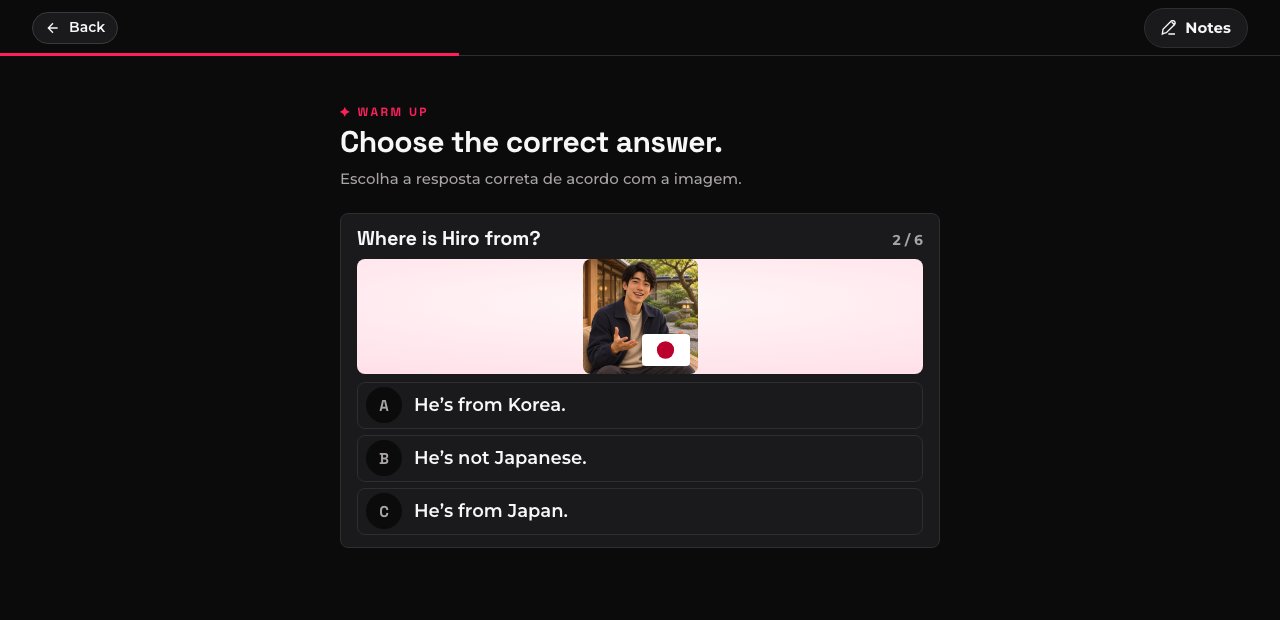 Back
Notes
WARM UP
Choose the correct answer.
Escolha a resposta correta de acordo com a imagem.
Where is Hiro from?
2 / 6
A
He’s from Korea.
B
He’s not Japanese.
C
He’s from Japan.